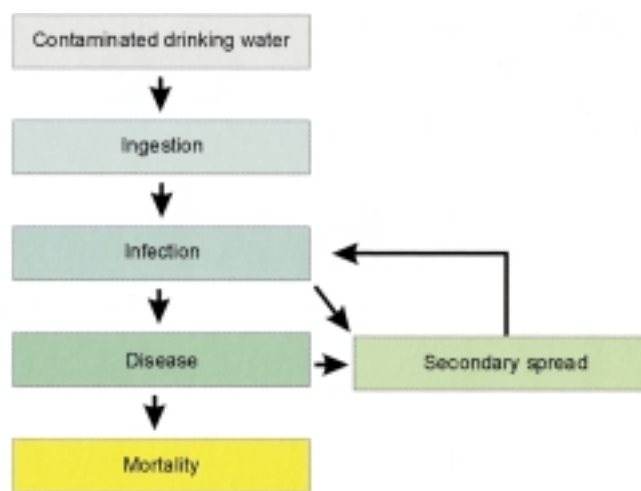 Contaminated drinking water
Ingestion
Infection
Disease
Secondary spread
Mortality